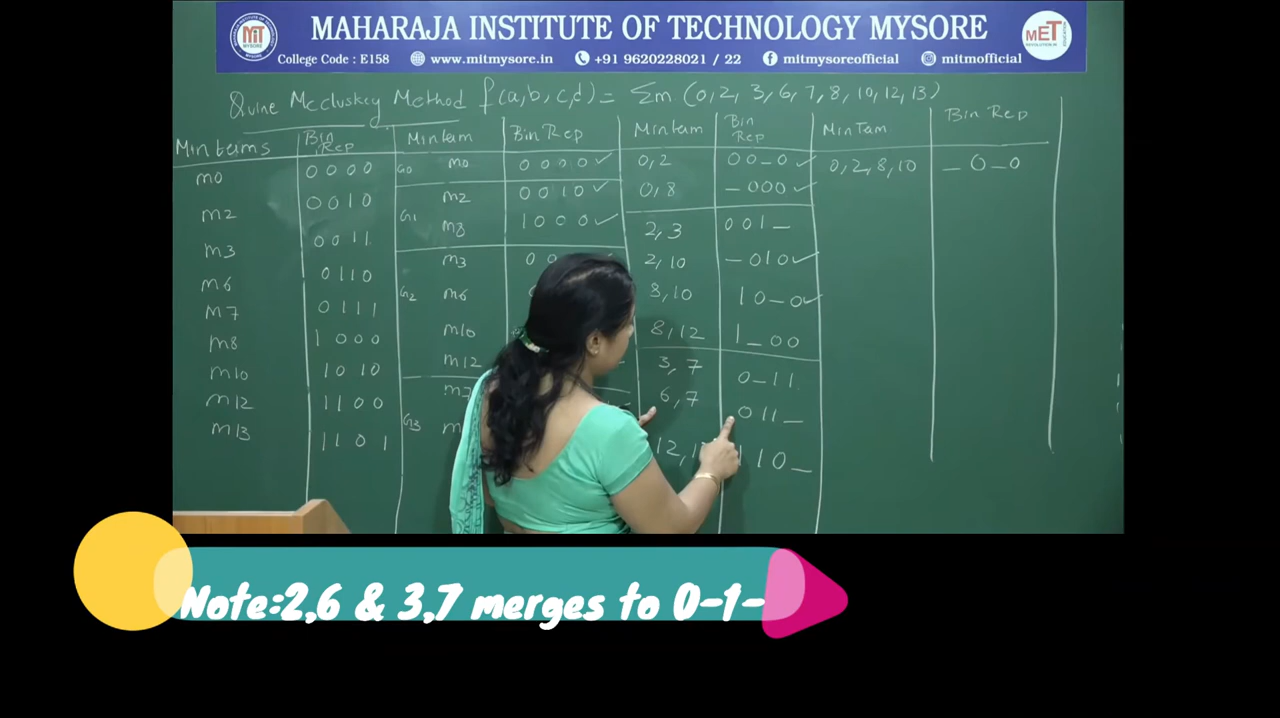 MAHARAJA INSTITUTE OF TECHNOLOGY MYSORE
MIT MYSORE
MET
College Code : E158 www.mitmysore.in +91 9620228021 / 22 mitmysoreofficial mitmofficial
Quine Mccluskey Method f(a,b,c,d) = Σm (0,2,3,6,7,8,10,12,13)
Min terms Bin Rep Minterm Bin Rep Minterm Bin Rep MinTam Bin Rep
m0 0000 G0 m0 0000✓ 0,2 00_0✓ 0,2,8,10 _0_0
m2 0010 G1 m2 0010✓ 0,8 _000✓
m3 0011 m8 1000✓ 2,3 001_
m6 0110 m3 2,10 _010✓
m7 0111 G2 m6 8,10 10_0✓
m8 1000 m10 8,12 1_00
m10 1010 m12 3,7 0_11
m12 1100 m7 6,7 011_
m13 1101 G3 110_
Note:2,6 & 3,7 merges to 0-1-